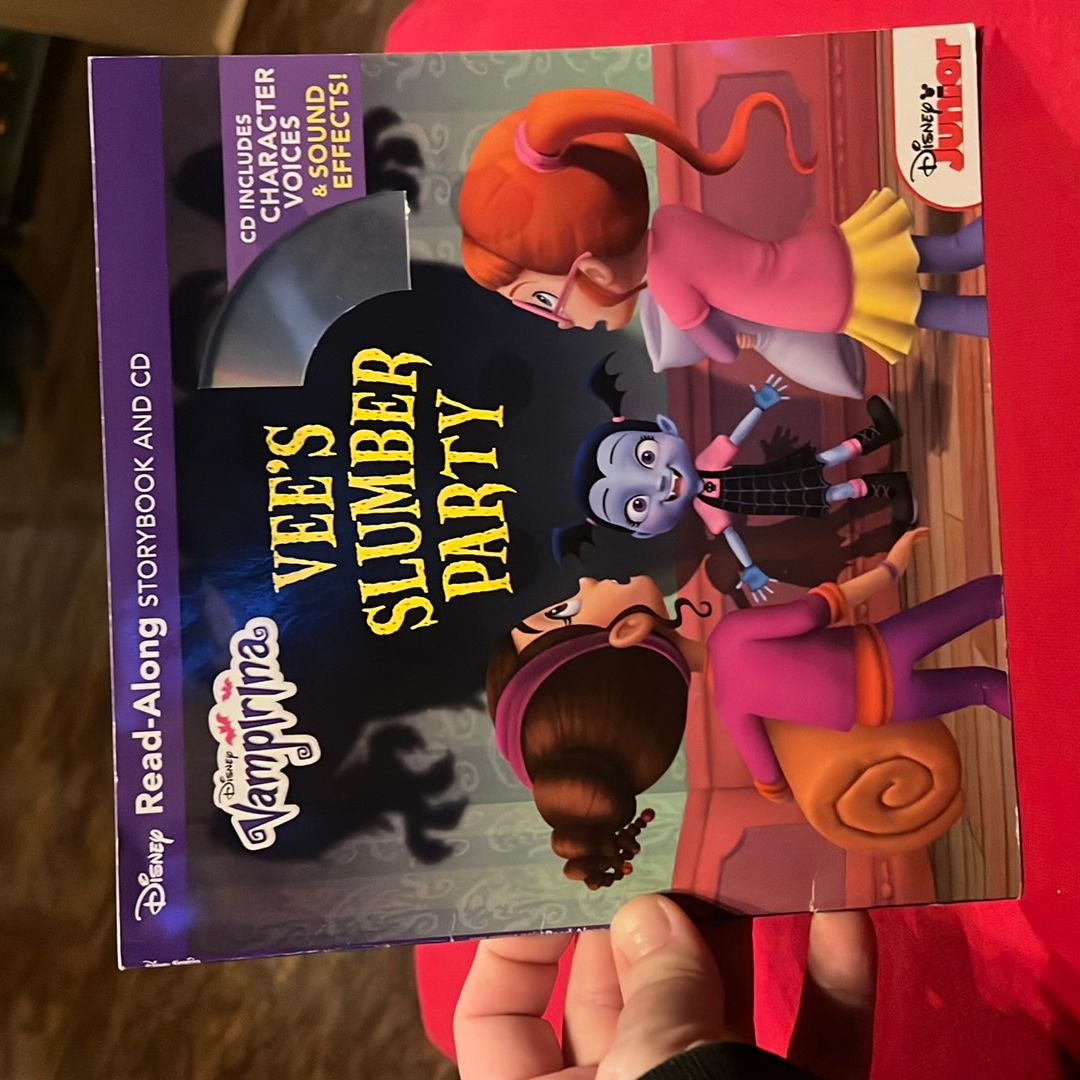 Disney Read-Along STORYBOOK AND CD
CD INCLUDES
CHARACTER
VOICES
& SOUND
EFFECTS!
Disney
Vampirina
VEE'S
SLUMBER
PARTY
Disney
Junior